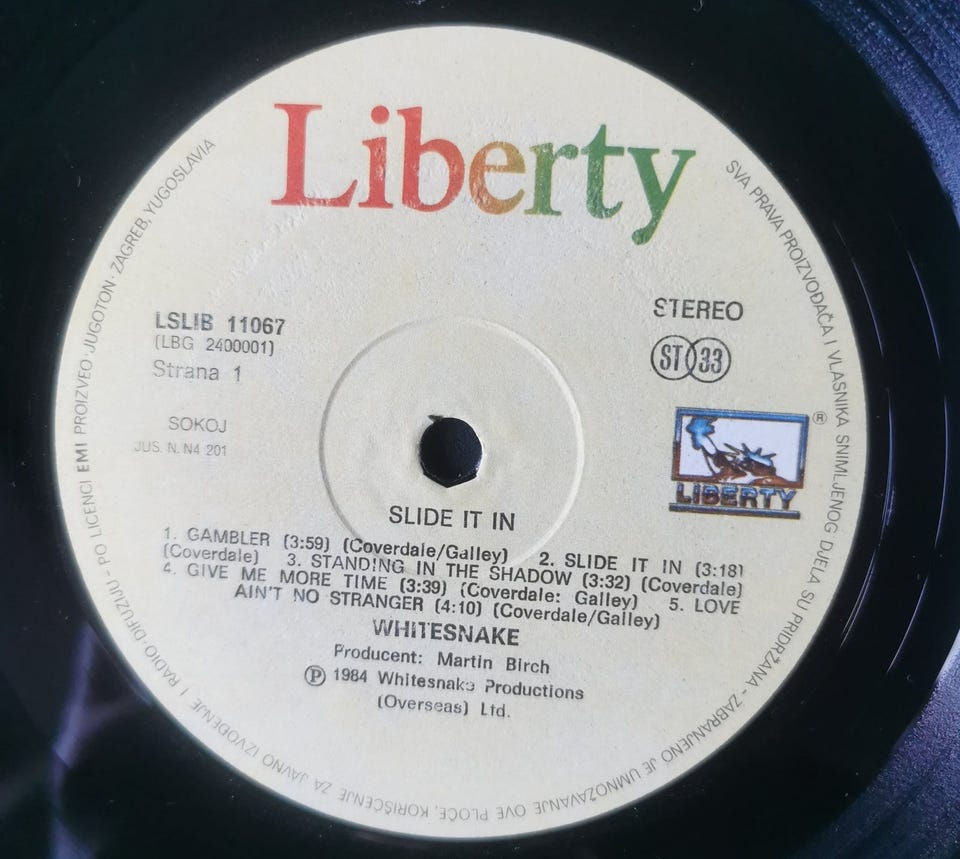 Liberty
LSLIB 11067
(LBG 2400001)
Strana 1
SOKOJ
JUS. N. N4 201
STEREO
ST 33
®
LIBERTY
SLIDE IT IN
1. GAMBLER (3:59) (Coverdale/Galley) 2. SLIDE IT IN (3:18)
(Coverdale) 3. STANDING IN THE SHADOW (3:32) (Coverdale)
4. GIVE ME MORE TIME (3:39) (Coverdale: Galley) 5. LOVE
AIN'T NO STRANGER (4:10) (Coverdale/Galley)
WHITESNAKE
Producent: Martin Birch
℗ 1984 Whitesnake Productions
(Overseas) Ltd.
SVA PRAVA PROIZVOĐAČA I VLASNIKA SNIMLJENOG DJELA SU PRIDRŽANA - ZABRANJENO JE UMNOŽAVANJE OVE PLOČE, KORIŠĆENJE ZA JAVNO IZVOĐENJE I RADIO-DIFUZIJU - PO LICENCI EMI PROIZVEO JUGOTON · ZAGREB, YUGOSLAVIA